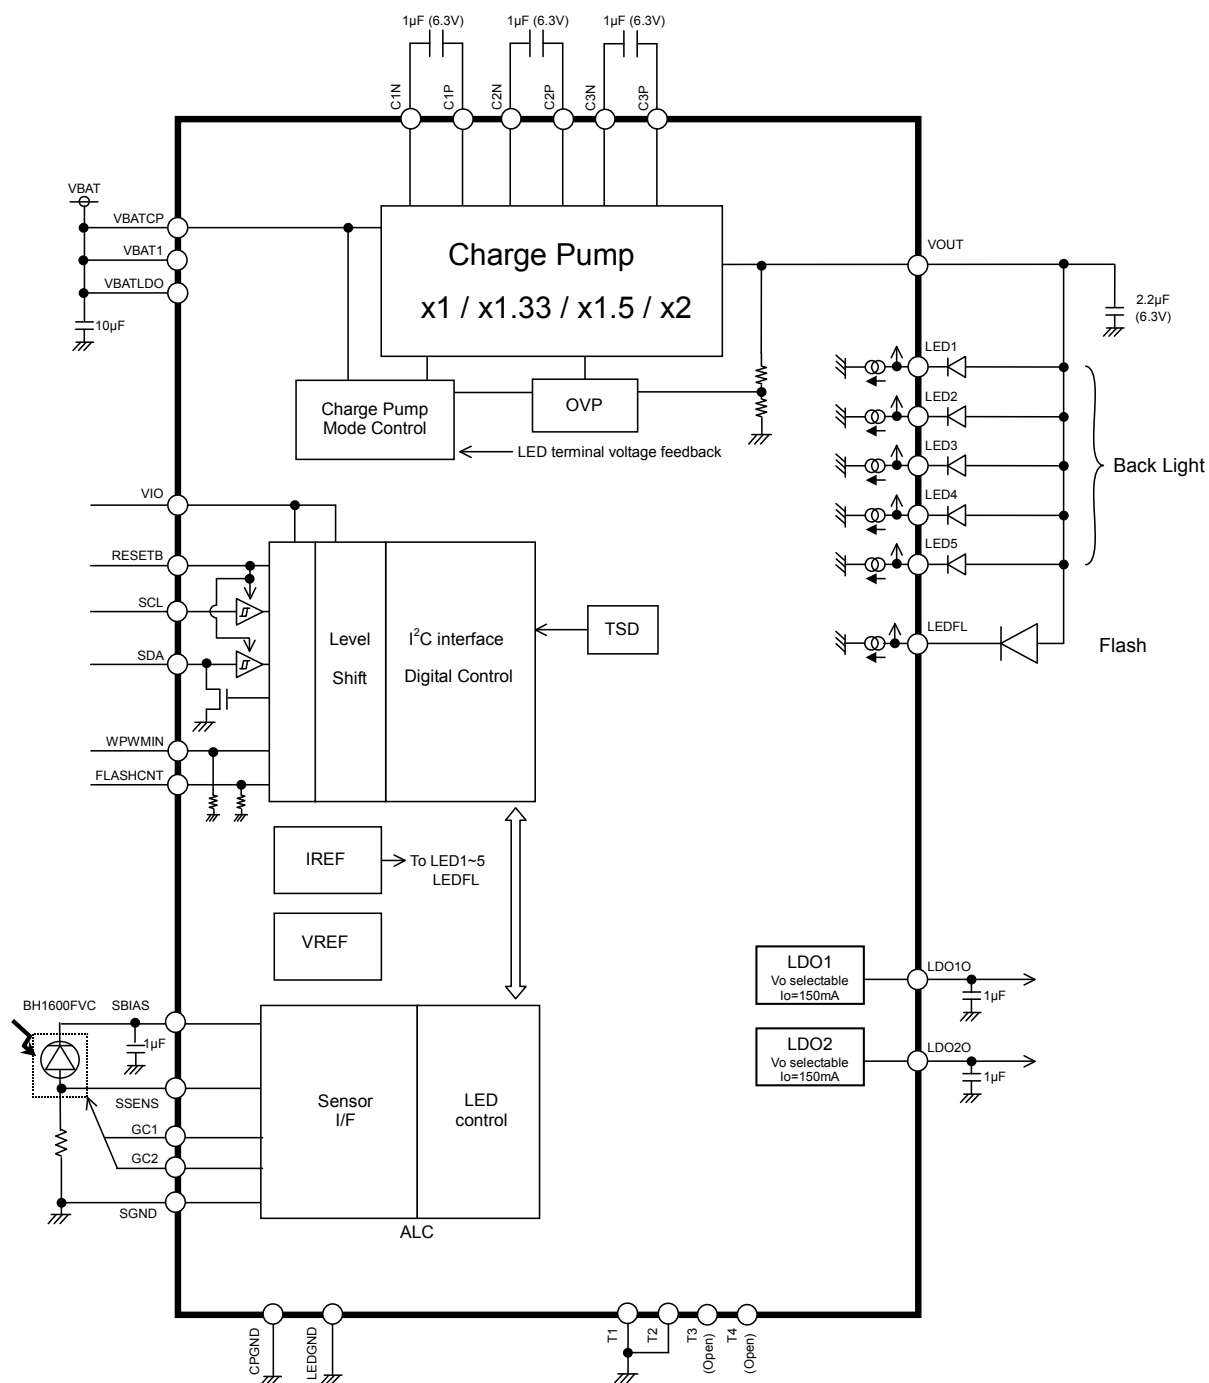 1µF (6.3V)
1µF (6.3V)
1µF (6.3V)
C1N
C1P
C2N
C2P
C3N
C3P
VBAT
VBATCP
VBAT1
VBATLDO
10µF
Charge Pump
x1 / x1.33 / x1.5 / x2
VOUT
2.2µF
(6.3V)
Charge Pump
Mode Control
OVP
LED terminal voltage feedback
LED1
LED2
LED3
LED4
LED5
Back Light
LEDFL
Flash
VIO
RESETB
SCL
SDA
WPWMIN
FLASHCNT
Level
Shift
I²C interface
Digital Control
TSD
IREF
To LED1~5
LEDFL
VREF
LDO1
Vo selectable
Io=150mA
LDO1O
1µF
LDO2
Vo selectable
Io=150mA
LDO2O
1µF
BH1600FVC
SBIAS
1µF
SSENS
GC1
GC2
SGND
Sensor
I/F
LED
control
ALC
CPGND
LEDGND
T1
T2
T3
(Open)
T4
(Open)